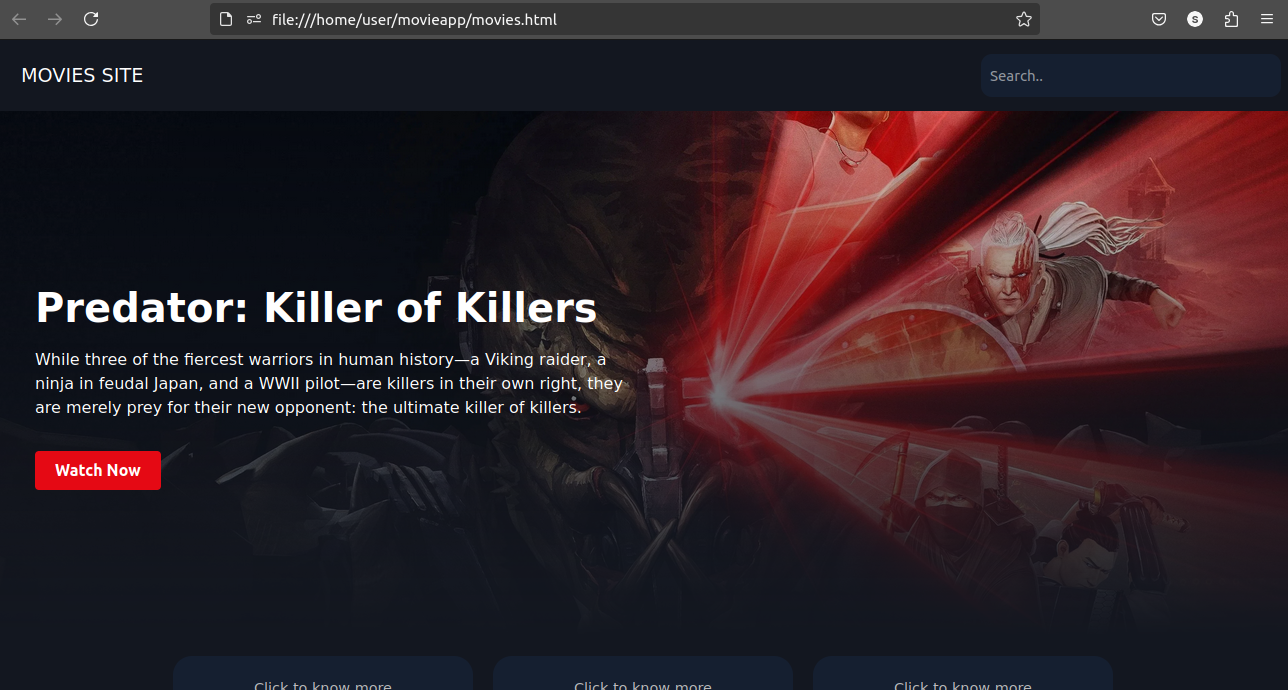 file:///home/user/movieapp/movies.html
S
MOVIES SITE
Search..
Predator: Killer of Killers
While three of the fiercest warriors in human history—a Viking raider, a
ninja in feudal Japan, and a WWII pilot—are killers in their own right, they
are merely prey for their new opponent: the ultimate killer of killers.
Watch Now
Click to know more
Click to know more
Click to know more